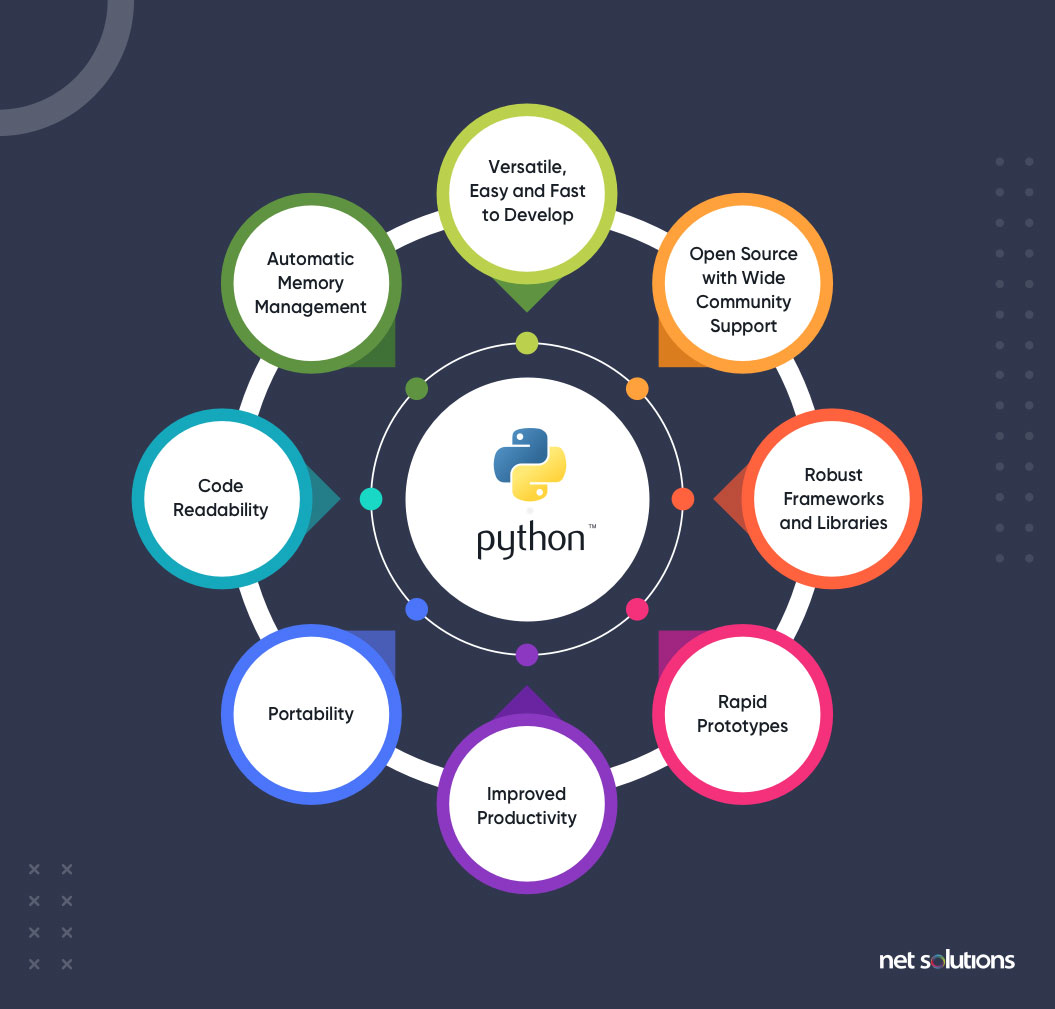 Versatile,
Easy and Fast
to Develop
Open Source
with Wide
Community
Support
Robust
Frameworks
and Libraries
Rapid
Prototypes
Improved
Productivity
Portability
Code
Readability
Automatic
Memory
Management
python™
net solutions